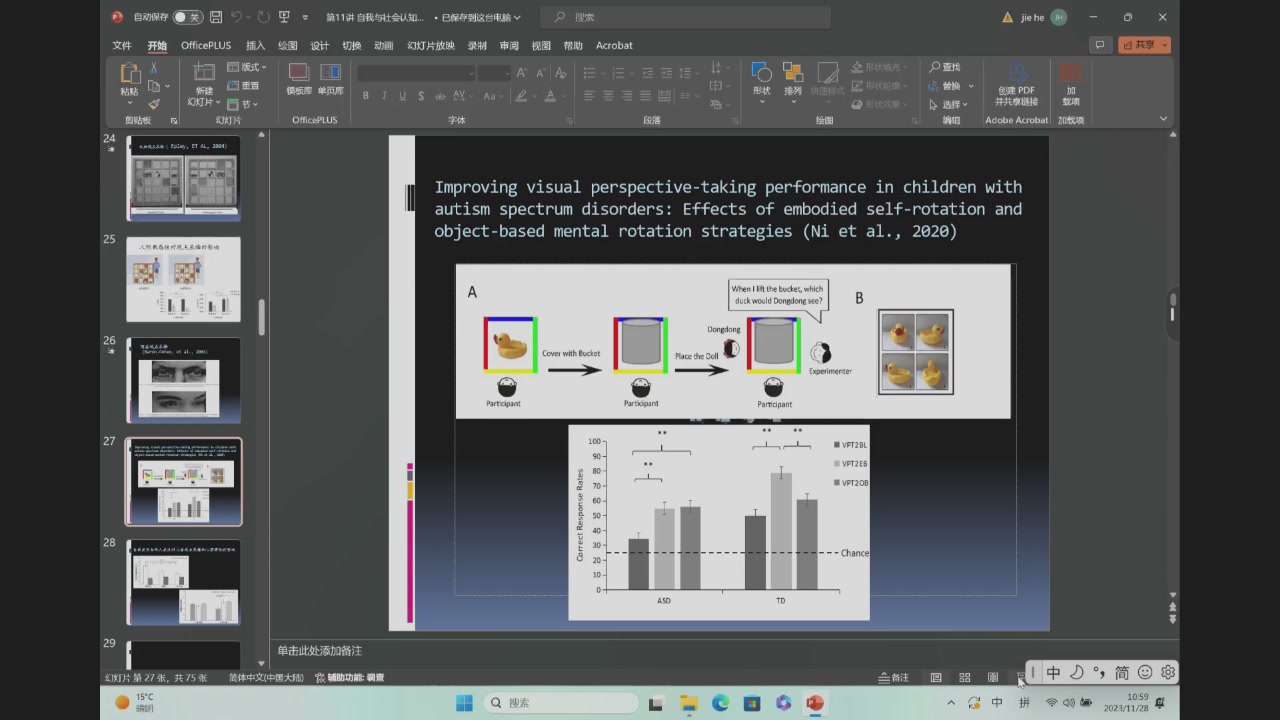 自动保存 关 第11讲 自我与社会认知... • 已保存到这台电脑 搜索 jie he JH
文件 开始 OfficePLUS 插入 绘图 设计 切换 动画 幻灯片放映 录制 审阅 视图 帮助 Acrobat 共享
粘贴 新建 幻灯片 版式 重置 节 模板库 单页库 形状 排列 快速样式 形状填充 形状轮廓 形状效果 查找 替换 选择 创建 PDF 并共享链接 加载项
剪贴板 幻灯片 OfficePLUS 字体 段落 绘图 编辑 Adobe Acrobat 加载项
24
25
26
27
28
29
Improving visual perspective-taking performance in children with
autism spectrum disorders: Effects of embodied self-rotation and
object-based mental rotation strategies (Ni et al., 2020)
A
When I lift the bucket, which
duck would Dongdong see?
B
Cover with Bucket
Place the Doll
Dongdong
Experimenter
Participant
Participant
Participant
Correct Response Rates
100
90
80
70
60
50
40
30
20
10
0
**
**
**
**
VPT2BL
VPT2EB
VPT2OB
Chance
ASD
TD
单击此处添加备注
幻灯片 第 27 张，共 75 张 简体中文(中国大陆) 辅助功能: 调查 备注
中 简
15°C
晴朗
搜索
中 拼
10:59
2023/11/28